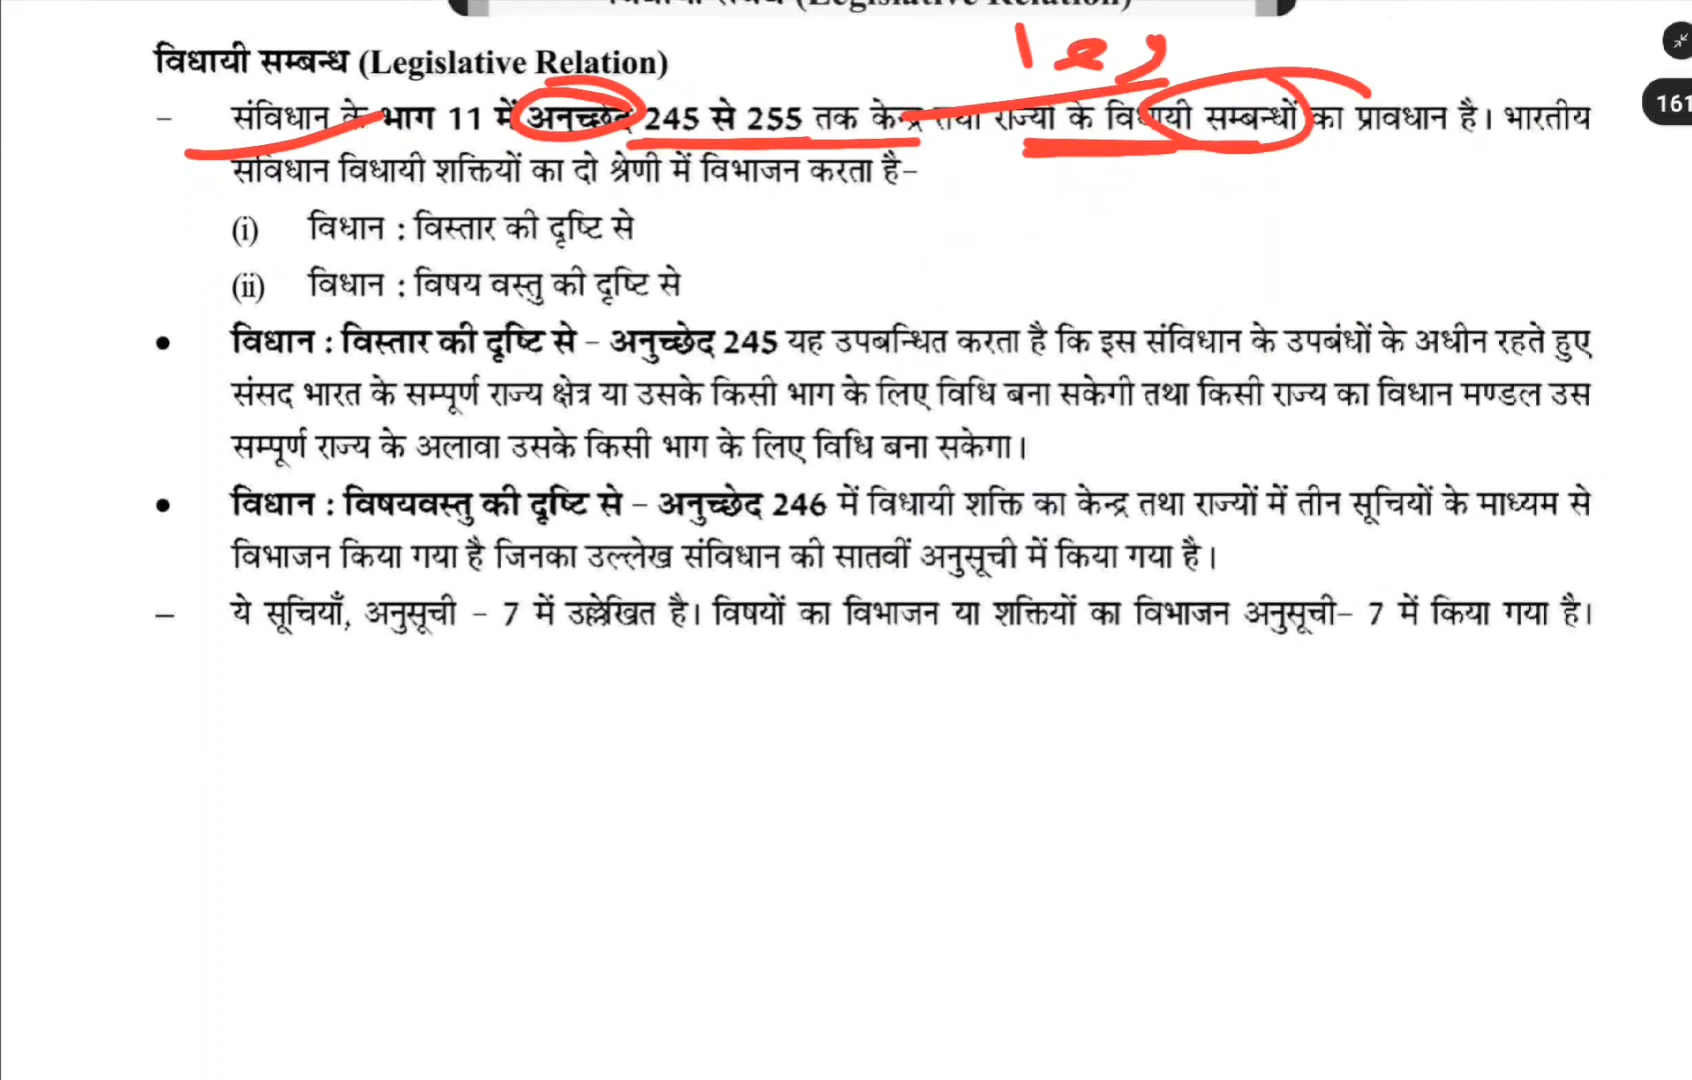 विधायी सम्बन्ध (Legislative Relation)
– संविधान के भाग 11 में अनुच्छेद 245 से 255 तक केन्द्र तथा राज्यों के विधायी सम्बन्धों का प्रावधान है। भारतीय
संविधान विधायी शक्तियों का दो श्रेणी में विभाजन करता है–
(i) विधान : विस्तार की दृष्टि से
(ii) विधान : विषय वस्तु की दृष्टि से
• विधान : विस्तार की दृष्टि से – अनुच्छेद 245 यह उपबन्धित करता है कि इस संविधान के उपबंधों के अधीन रहते हुए
संसद भारत के सम्पूर्ण राज्य क्षेत्र या उसके किसी भाग के लिए विधि बना सकेगी तथा किसी राज्य का विधान मण्डल उस
सम्पूर्ण राज्य के अलावा उसके किसी भाग के लिए विधि बना सकेगा।
• विधान : विषयवस्तु की दृष्टि से – अनुच्छेद 246 में विधायी शक्ति का केन्द्र तथा राज्यों में तीन सूचियों के माध्यम से
विभाजन किया गया है जिनका उल्लेख संविधान की सातवीं अनुसूची में किया गया है।
– ये सूचियाँ, अनुसूची – 7 में उल्लेखित है। विषयों का विभाजन या शक्तियों का विभाजन अनुसूची– 7 में किया गया है।
161